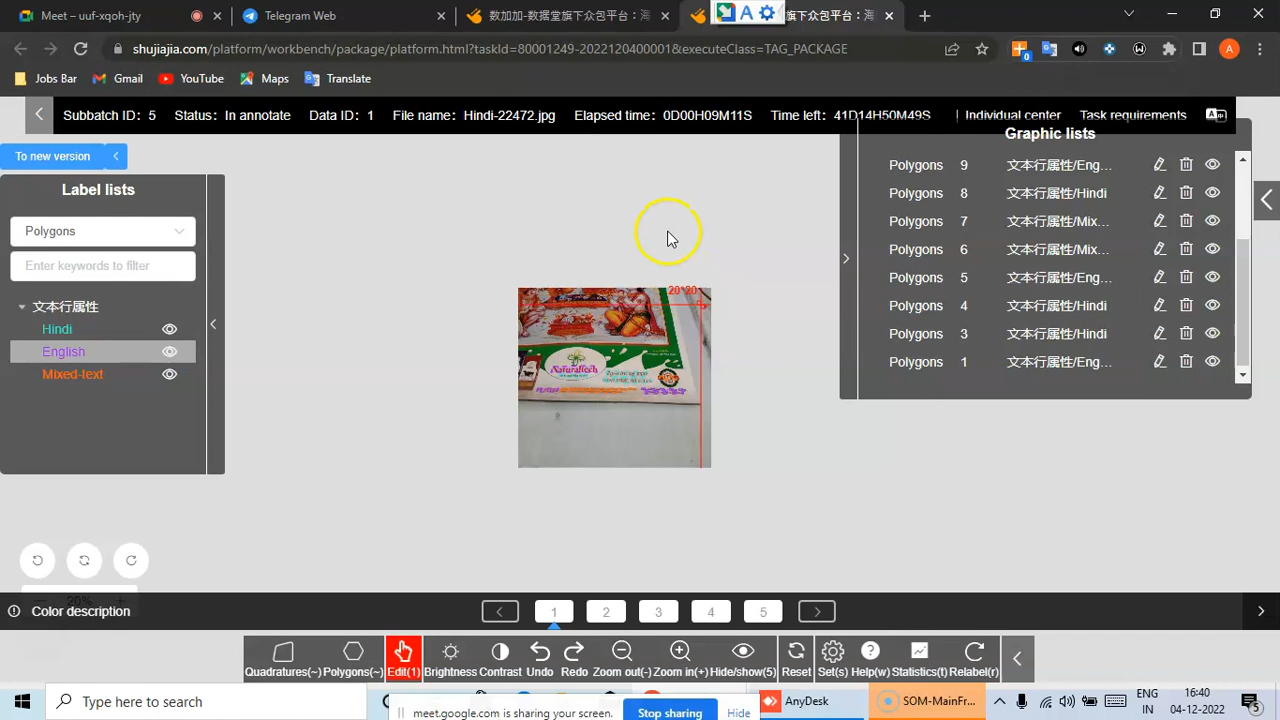 Meet - iuf-xqoh-jty
Telegram Web
数加加-数据堂旗下众包平台：海
旗下众包平台：海
A
shujiajia.com/platform/workbench/package/platform.html?taskId=80001249-2022120400001&executeClass=TAG_PACKAGE
0
A
Jobs Bar
Gmail
YouTube
Maps
Translate
Subbatch ID：5
Status：In annotate
Data ID：1
File name：Hindi-22472.jpg
Elapsed time：0D00H09M11S
Time left：41D14H50M49S
Individual center
Task requirements
To new version
Label lists
Polygons
Enter keywords to filter
文本行属性
Hindi
English
Mixed-text
20*20
Naturaltech
Graphic lists
Polygons 9 文本行属性/Eng...
Polygons 8 文本行属性/Hindi
Polygons 7 文本行属性/Mix...
Polygons 6 文本行属性/Mix...
Polygons 5 文本行属性/Eng...
Polygons 4 文本行属性/Hindi
Polygons 3 文本行属性/Hindi
Polygons 1 文本行属性/Eng...
Color description
1 2 3 4 5
Quadratures(~)
Polygons(~)
Edit(1)
Brightness
Contrast
Undo
Redo
Zoom out(-)
Zoom in(+)
Hide/show(5)
Reset
Set(s)
Help(w)
Statistics(t)
Relabel(r)
Type here to search
meet.google.com is sharing your screen.
Stop sharing
Hide
AnyDesk
SOM-MainFr...
ENG
IN
16:40
04-12-2022
5